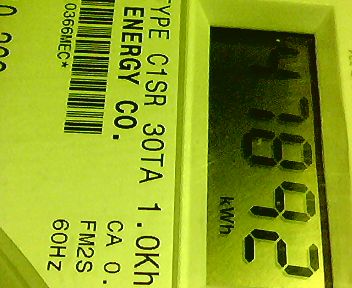 47892
kWh
TYPE C1SR 30TA 1.0Kh
ENERGY CO.
CA 0.
FM2S
60Hz
0366MEC*